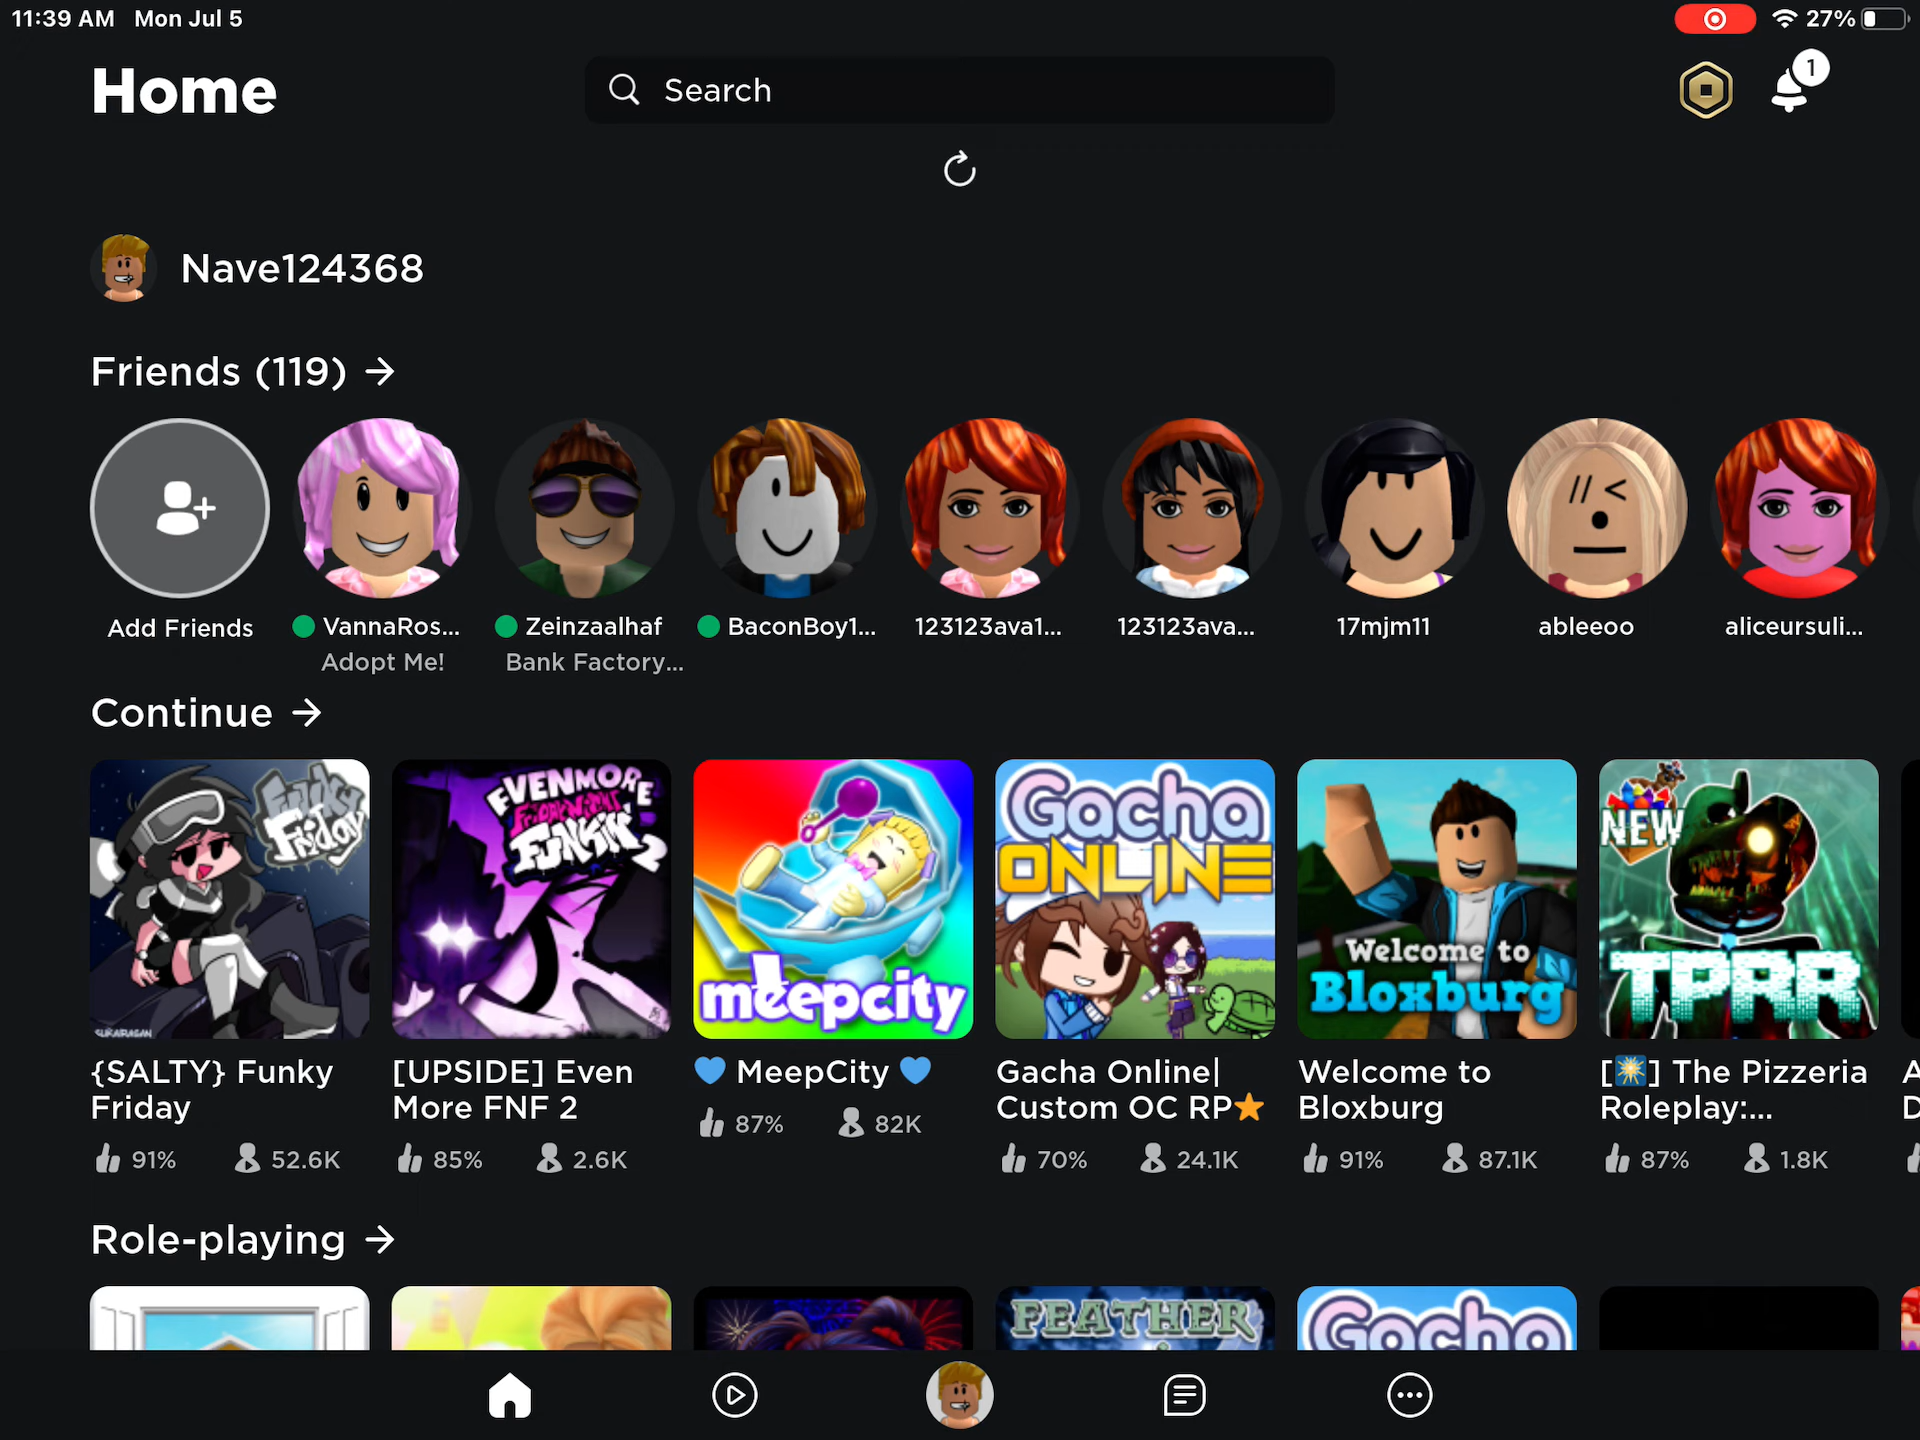 11:39 AM Mon Jul 5
27%
Home
Search
1
Nave124368
Friends (119)
Add Friends
VannaRos...
Adopt Me!
Zeinzaalhaf
Bank Factory...
BaconBoy1...
123123ava1...
123123ava...
17mjm11
ableeoo
aliceursuli...
Continue
Funky
Friday
EVENMORE
FRIDAY NIGHT
FUNKIN 2
meepcity
Gacha
ONLINE
Welcome to
Bloxburg
NEW
TPRR
{SALTY} Funky
Friday
91% 52.6K
[UPSIDE] Even
More FNF 2
85% 2.6K
💙 MeepCity 💙
87% 82K
Gacha Online|
Custom OC RP⭐
70% 24.1K
Welcome to
Bloxburg
91% 87.1K
[🎇] The Pizzeria
Roleplay:...
87% 1.8K
A
D
Role-playing
FEATHER
Gacha